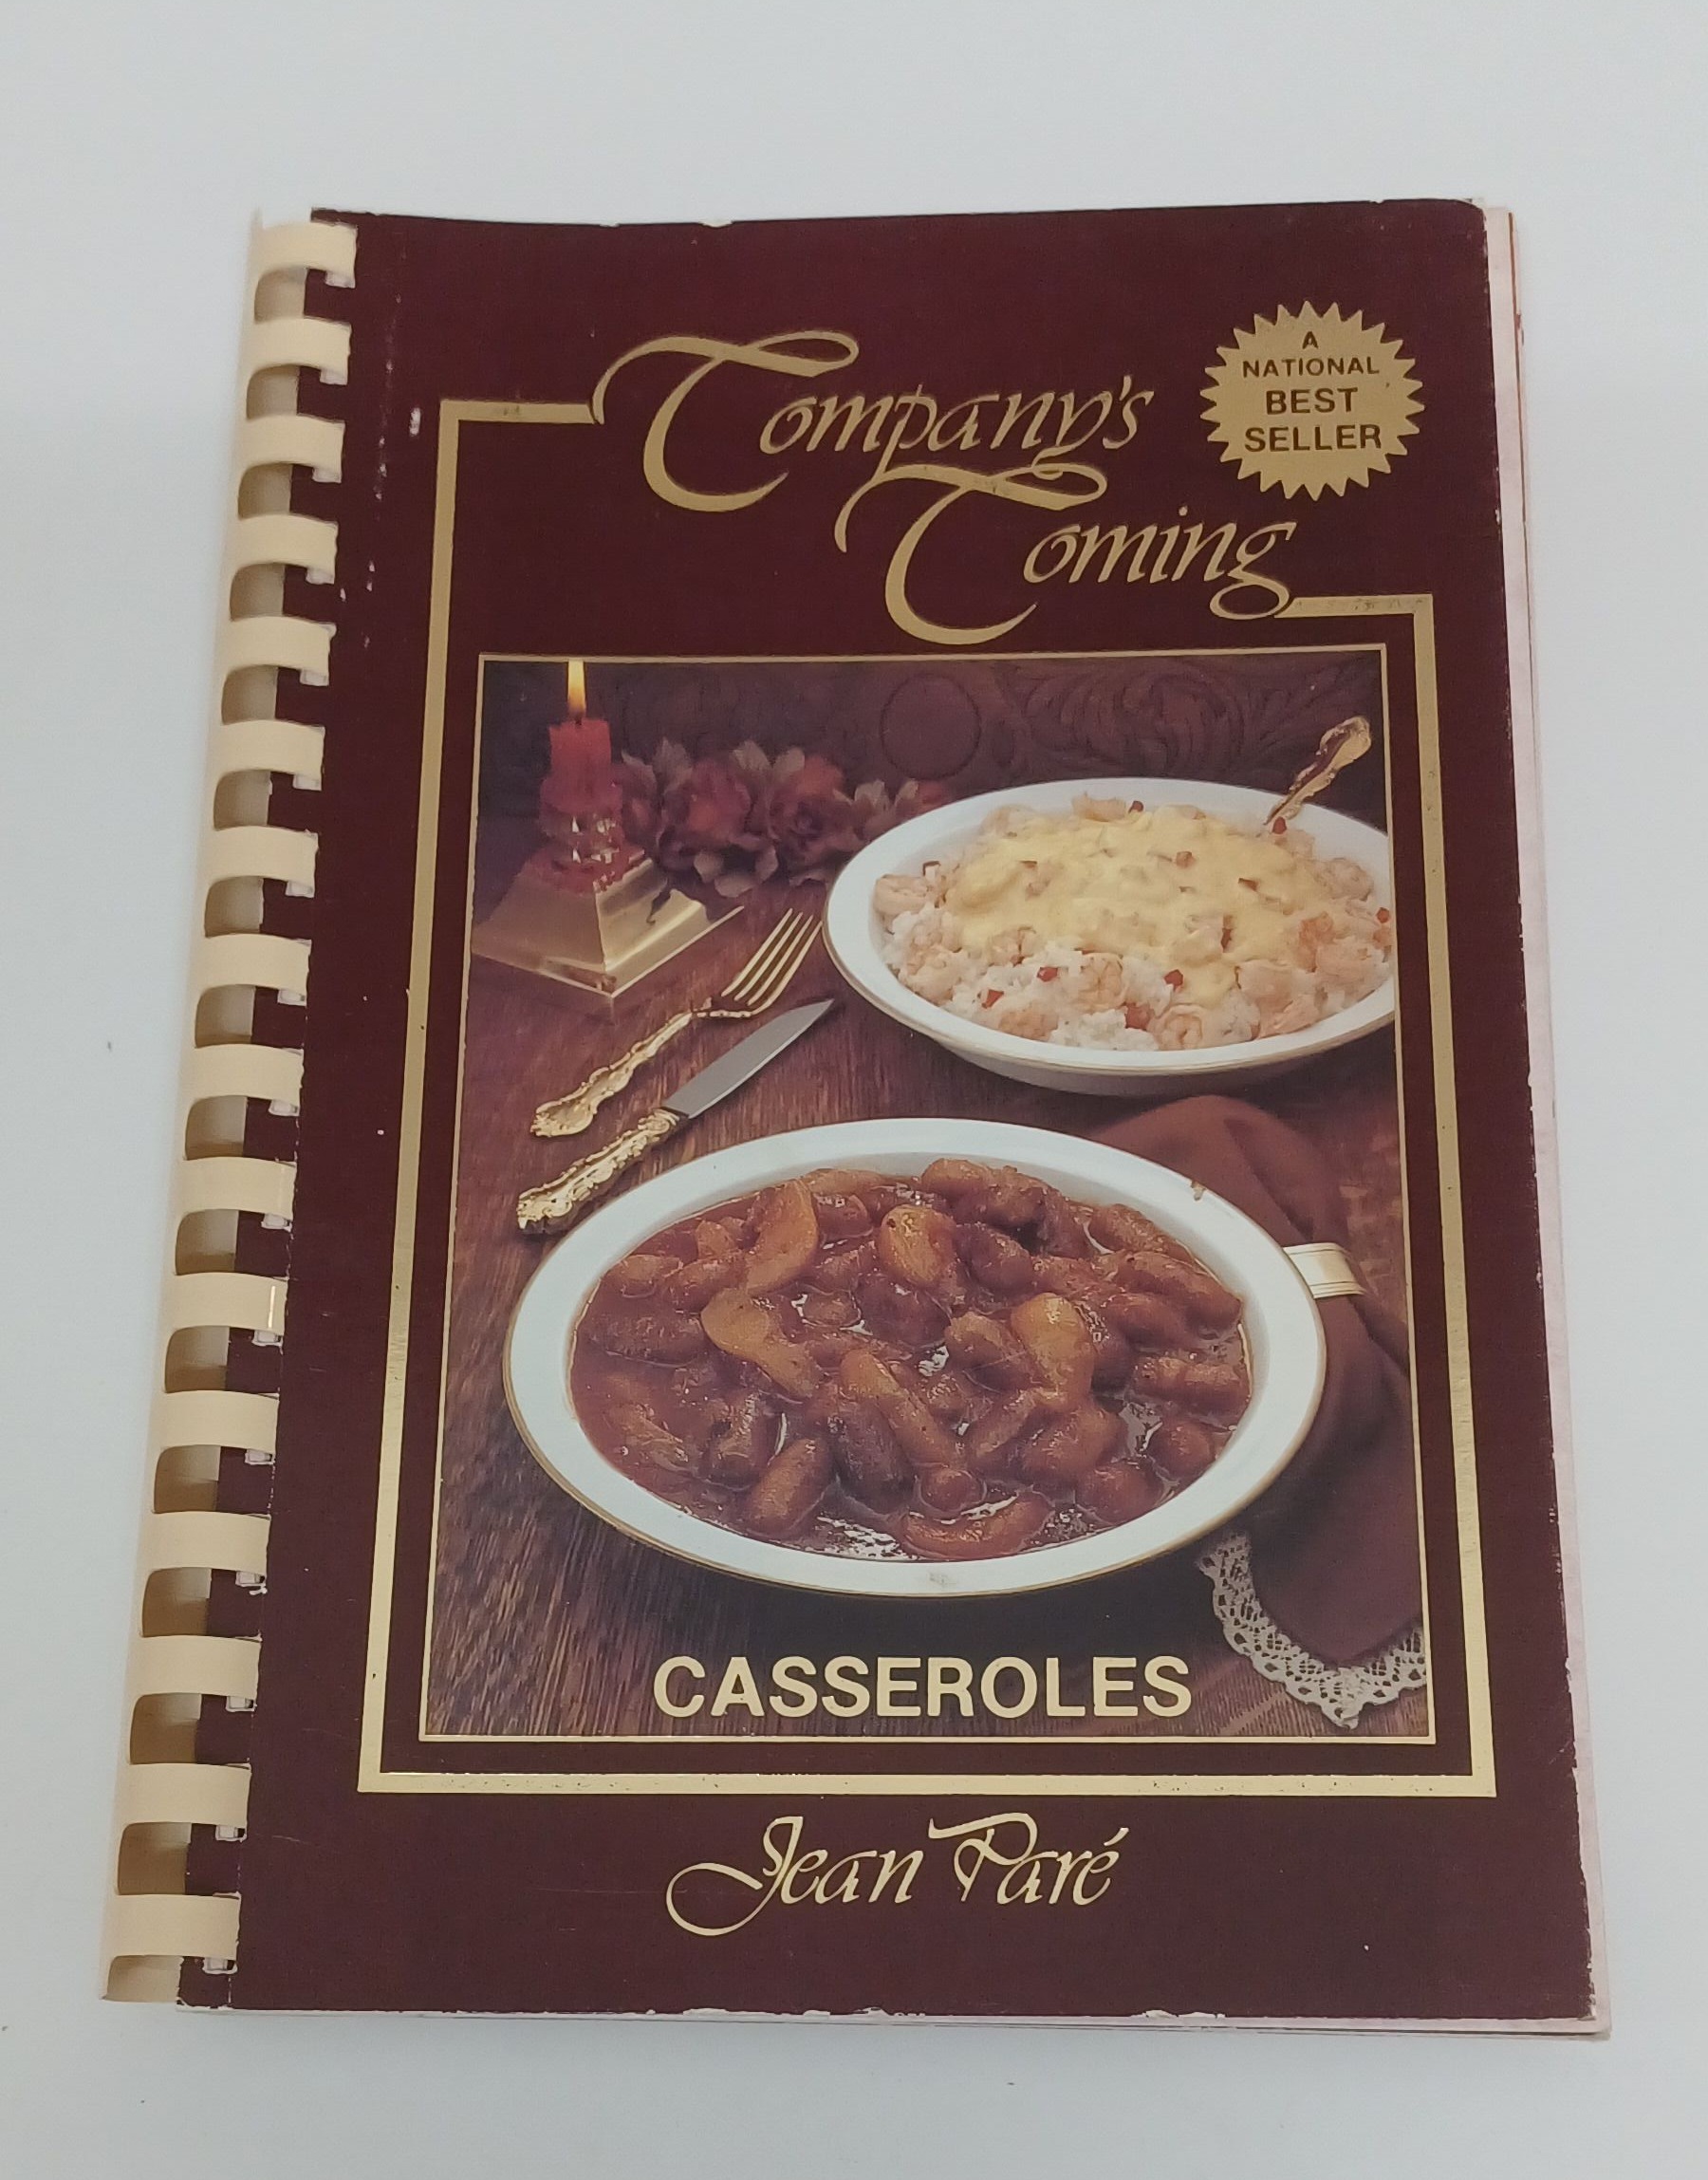 Company's
Coming
A
NATIONAL
BEST
SELLER
CASSEROLES
Jean Paré